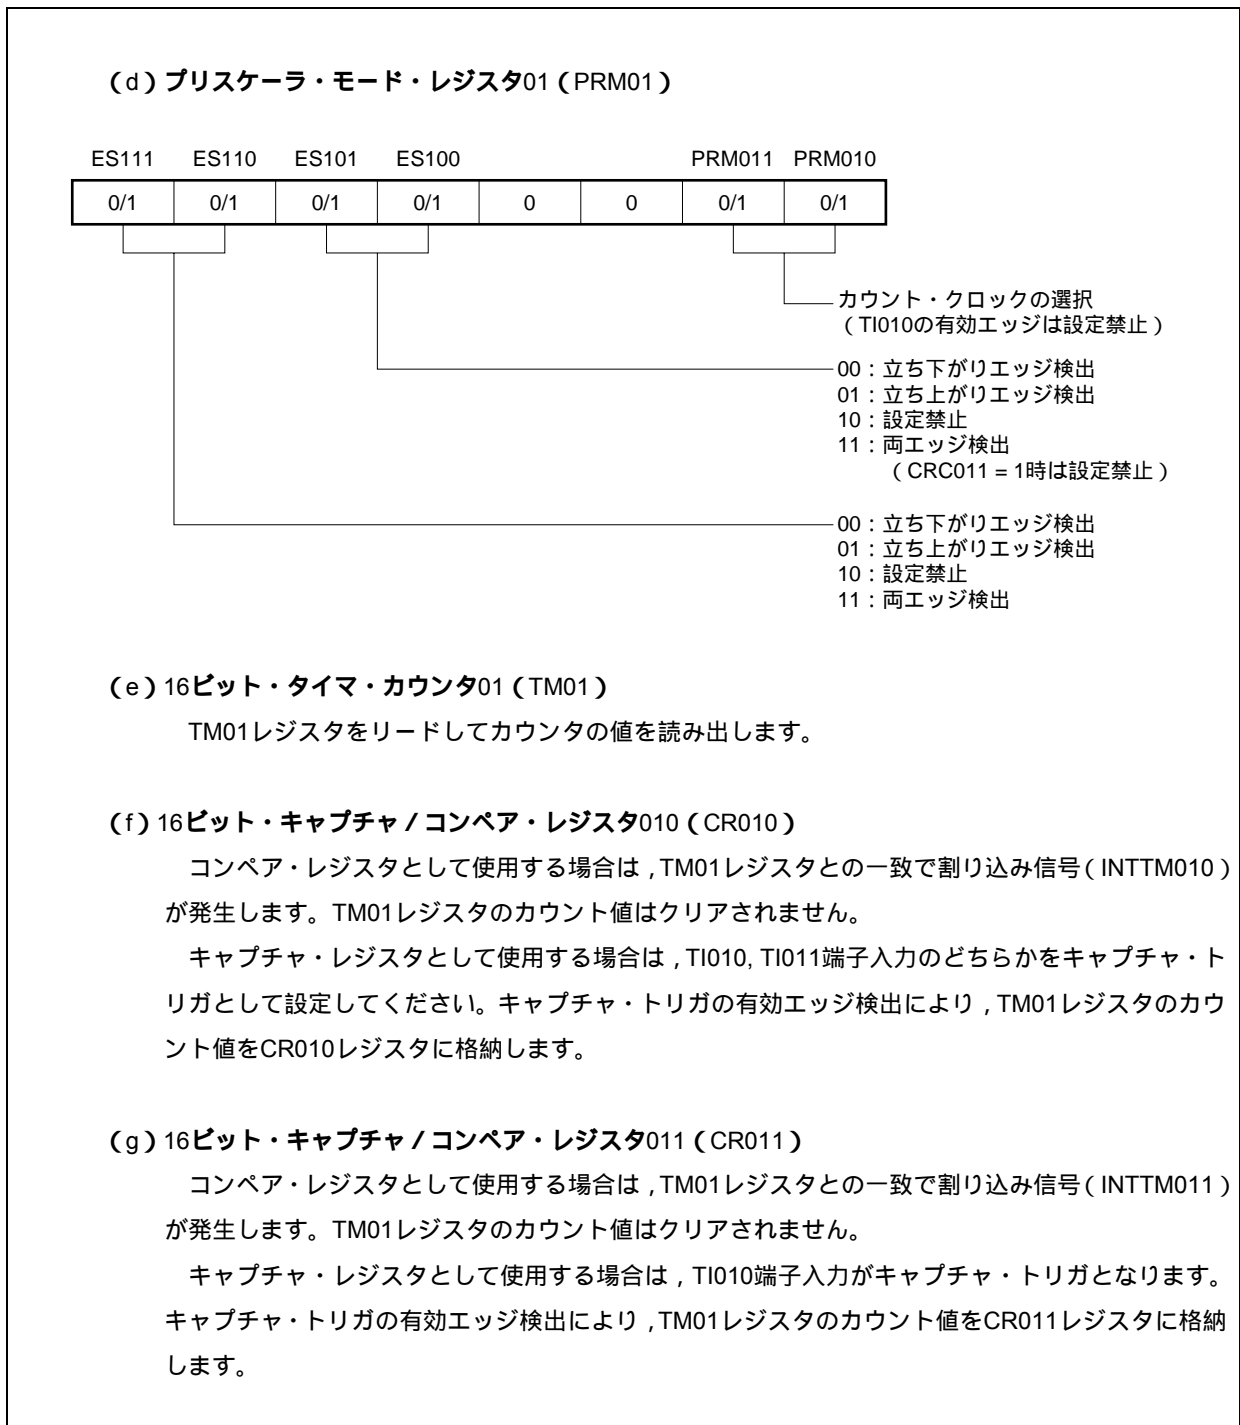 （d）プリスケーラ・モード・レジスタ01（PRM01）
ES111 ES110 ES101 ES100 PRM011 PRM010
0/1 0/1 0/1 0/1 0 0 0/1 0/1
カウント・クロックの選択
（TI010の有効エッジは設定禁止）
00：立ち下がりエッジ検出
01：立ち上がりエッジ検出
10：設定禁止
11：両エッジ検出
（CRC011 = 1時は設定禁止）
00：立ち下がりエッジ検出
01：立ち上がりエッジ検出
10：設定禁止
11：両エッジ検出
（e）16ビット・タイマ・カウンタ01（TM01）
TM01レジスタをリードしてカウンタの値を読み出します。
（f）16ビット・キャプチャ／コンペア・レジスタ010（CR010）
コンペア・レジスタとして使用する場合は，TM01レジスタとの一致で割り込み信号（INTTM010）
が発生します。TM01レジスタのカウント値はクリアされません。
キャプチャ・レジスタとして使用する場合は，TI010, TI011端子入力のどちらかをキャプチャ・ト
リガとして設定してください。キャプチャ・トリガの有効エッジ検出により，TM01レジスタのカウ
ント値をCR010レジスタに格納します。
（g）16ビット・キャプチャ／コンペア・レジスタ011（CR011）
コンペア・レジスタとして使用する場合は，TM01レジスタとの一致で割り込み信号（INTTM011）
が発生します。TM01レジスタのカウント値はクリアされません。
キャプチャ・レジスタとして使用する場合は，TI010端子入力がキャプチャ・トリガとなります。
キャプチャ・トリガの有効エッジ検出により，TM01レジスタのカウント値をCR011レジスタに格納
します。